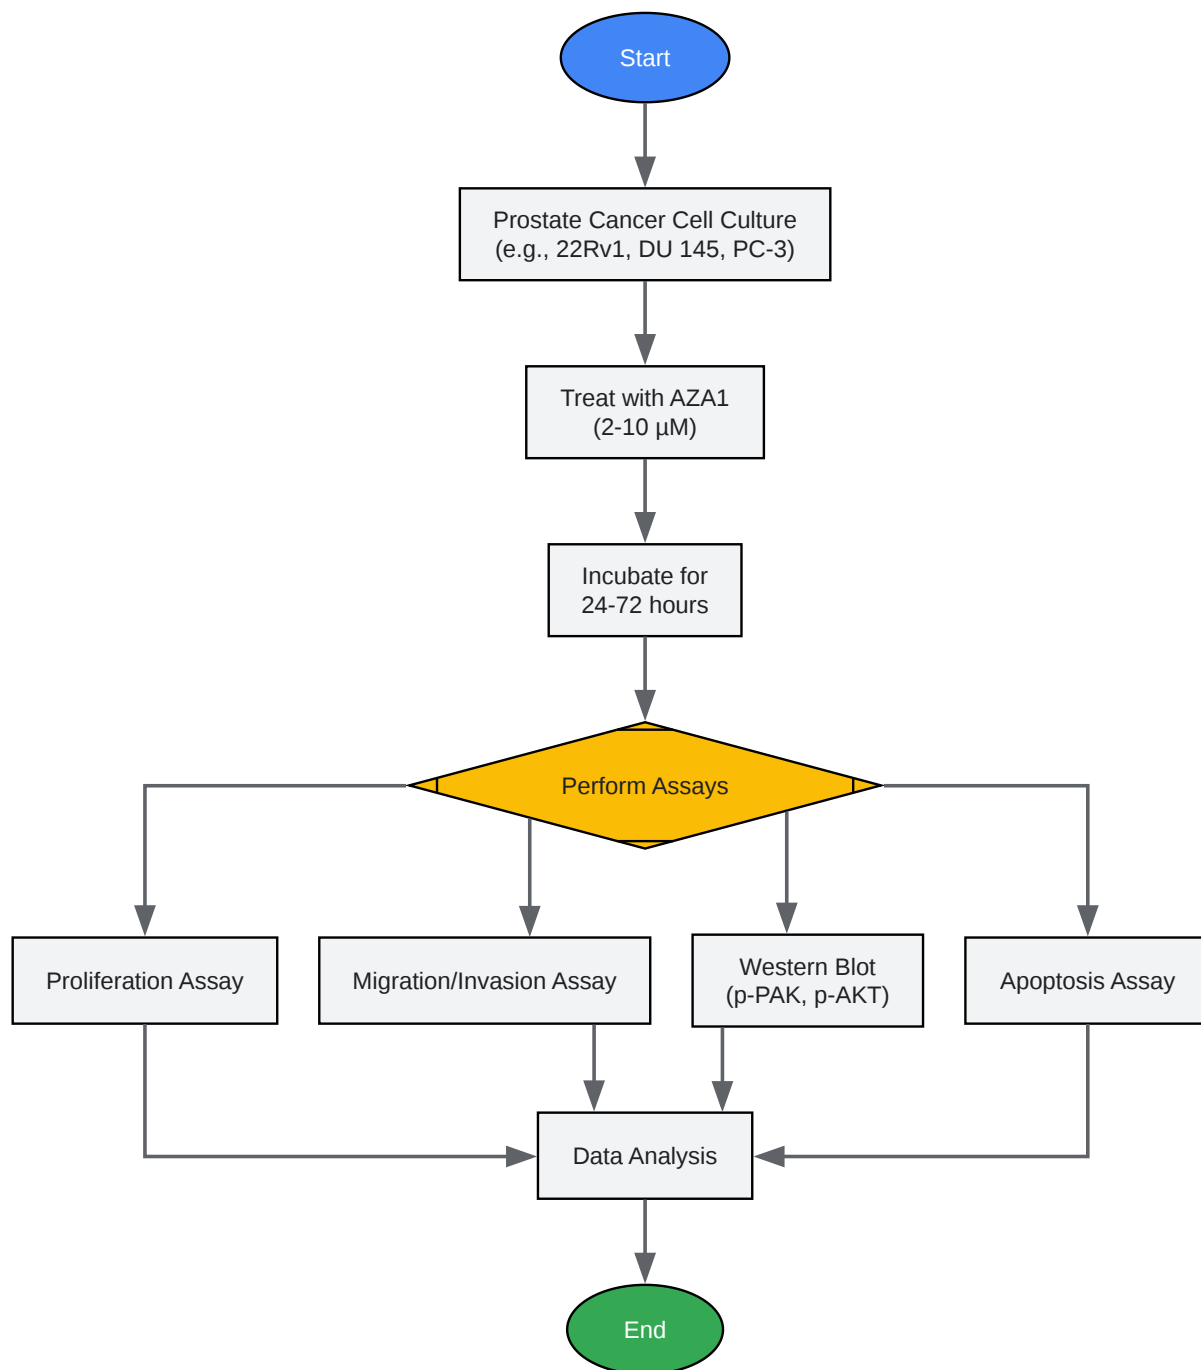 Start
Prostate Cancer Cell Culture
(e.g., 22Rv1, DU 145, PC-3)
Treat with AZA1
(2-10 µM)
Incubate for
24-72 hours
Perform Assays
Proliferation Assay
Migration/Invasion Assay
Western Blot
(p-PAK, p-AKT)
Apoptosis Assay
Data Analysis
End